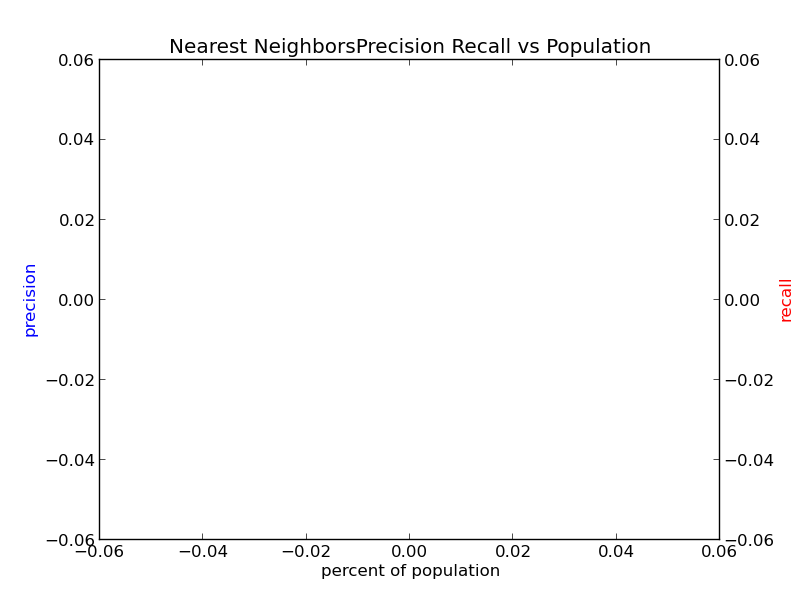 Nearest NeighborsPrecision Recall vs Population
0.06 0.06
0.04 0.04
0.02 0.02
precision 0.00 0.00 recall
−0.02 −0.02
−0.04 −0.04
−0.06 −0.06
−0.06 −0.04 −0.02 0.00 0.02 0.04 0.06
percent of population